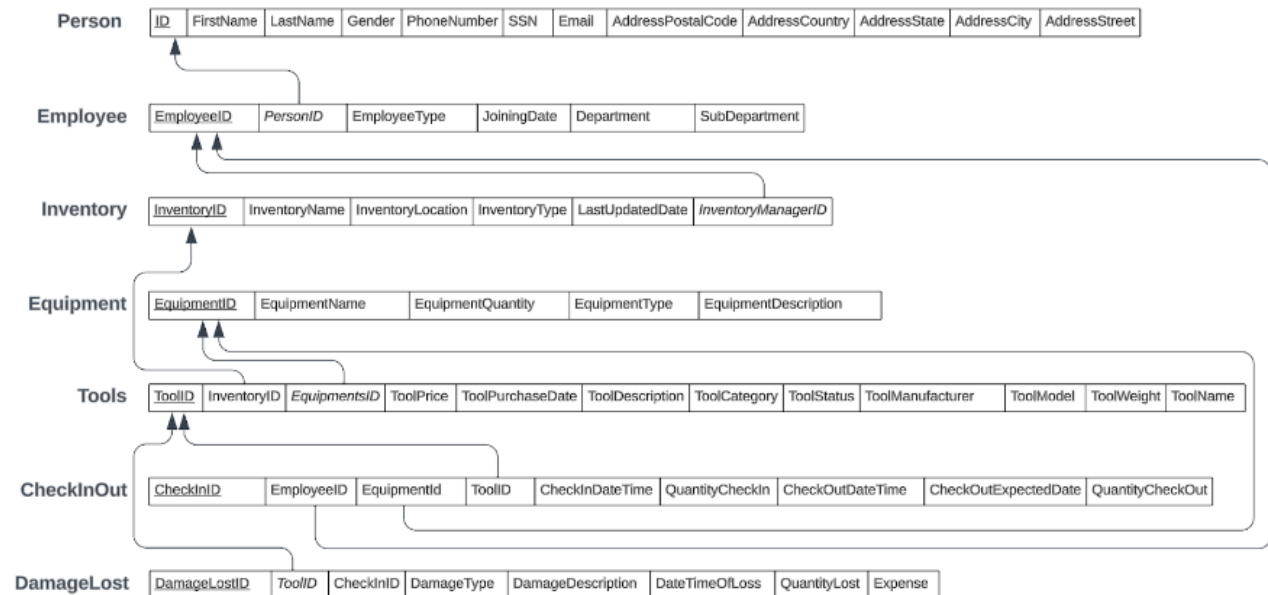 Person ID FirstName LastName Gender PhoneNumber SSN Email AddressPostalCode AddressCountry AddressState AddressCity AddressStreet
Employee EmployeeID PersonID EmployeeType JoiningDate Department SubDepartment
Inventory InventoryID InventoryName InventoryLocation InventoryType LastUpdatedDate InventoryManagerID
Equipment EquipmentID EquipmentName EquipmentQuantity EquipmentType EquipmentDescription
Tools ToolID InventoryID EquipmentsID ToolPrice ToolPurchaseDate ToolDescription ToolCategory ToolStatus ToolManufacturer ToolModel ToolWeight ToolName
CheckInOut CheckInID EmployeeID EquipmentId ToolID CheckInDateTime QuantityCheckIn CheckOutDateTime CheckOutExpectedDate QuantityCheckOut
DamageLost DamageLostID ToolID CheckInID DamageType DamageDescription DateTimeOfLoss QuantityLost Expense